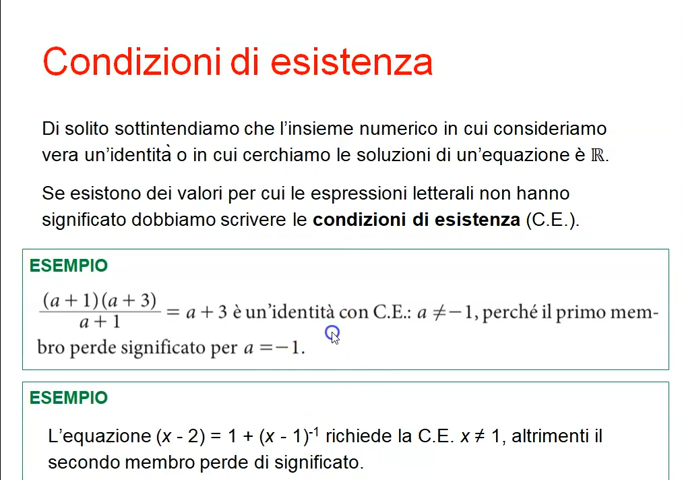 Condizioni di esistenza
Di solito sottintendiamo che l'insieme numerico in cui consideriamo
vera un'identità o in cui cerchiamo le soluzioni di un'equazione è ℝ.
Se esistono dei valori per cui le espressioni letterali non hanno
significato dobbiamo scrivere le condizioni di esistenza (C.E.).
ESEMPIO
(a + 1)(a + 3) / a + 1 = a + 3 è un'identità con C.E.: a ≠ −1, perché il primo mem-
bro perde significato per a = −1.
ESEMPIO
L'equazione (x - 2) = 1 + (x - 1)⁻¹ richiede la C.E. x ≠ 1, altrimenti il
secondo membro perde di significato.